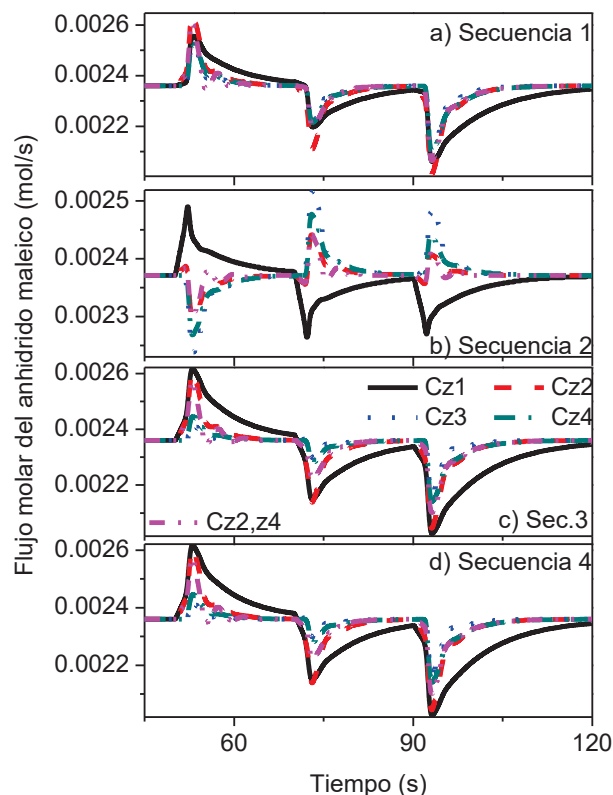 Flujo molar del anhidrido maleico (mol/s)
0.0026
0.0024
0.0022
a) Secuencia 1
0.0025
0.0024
0.0023
b) Secuencia 2
0.0026
0.0024
0.0022
Cz1 Cz2
Cz3 Cz4
Cz2,z4
c) Sec.3
0.0026
0.0024
0.0022
d) Secuencia 4
60 90 120
Tiempo (s)